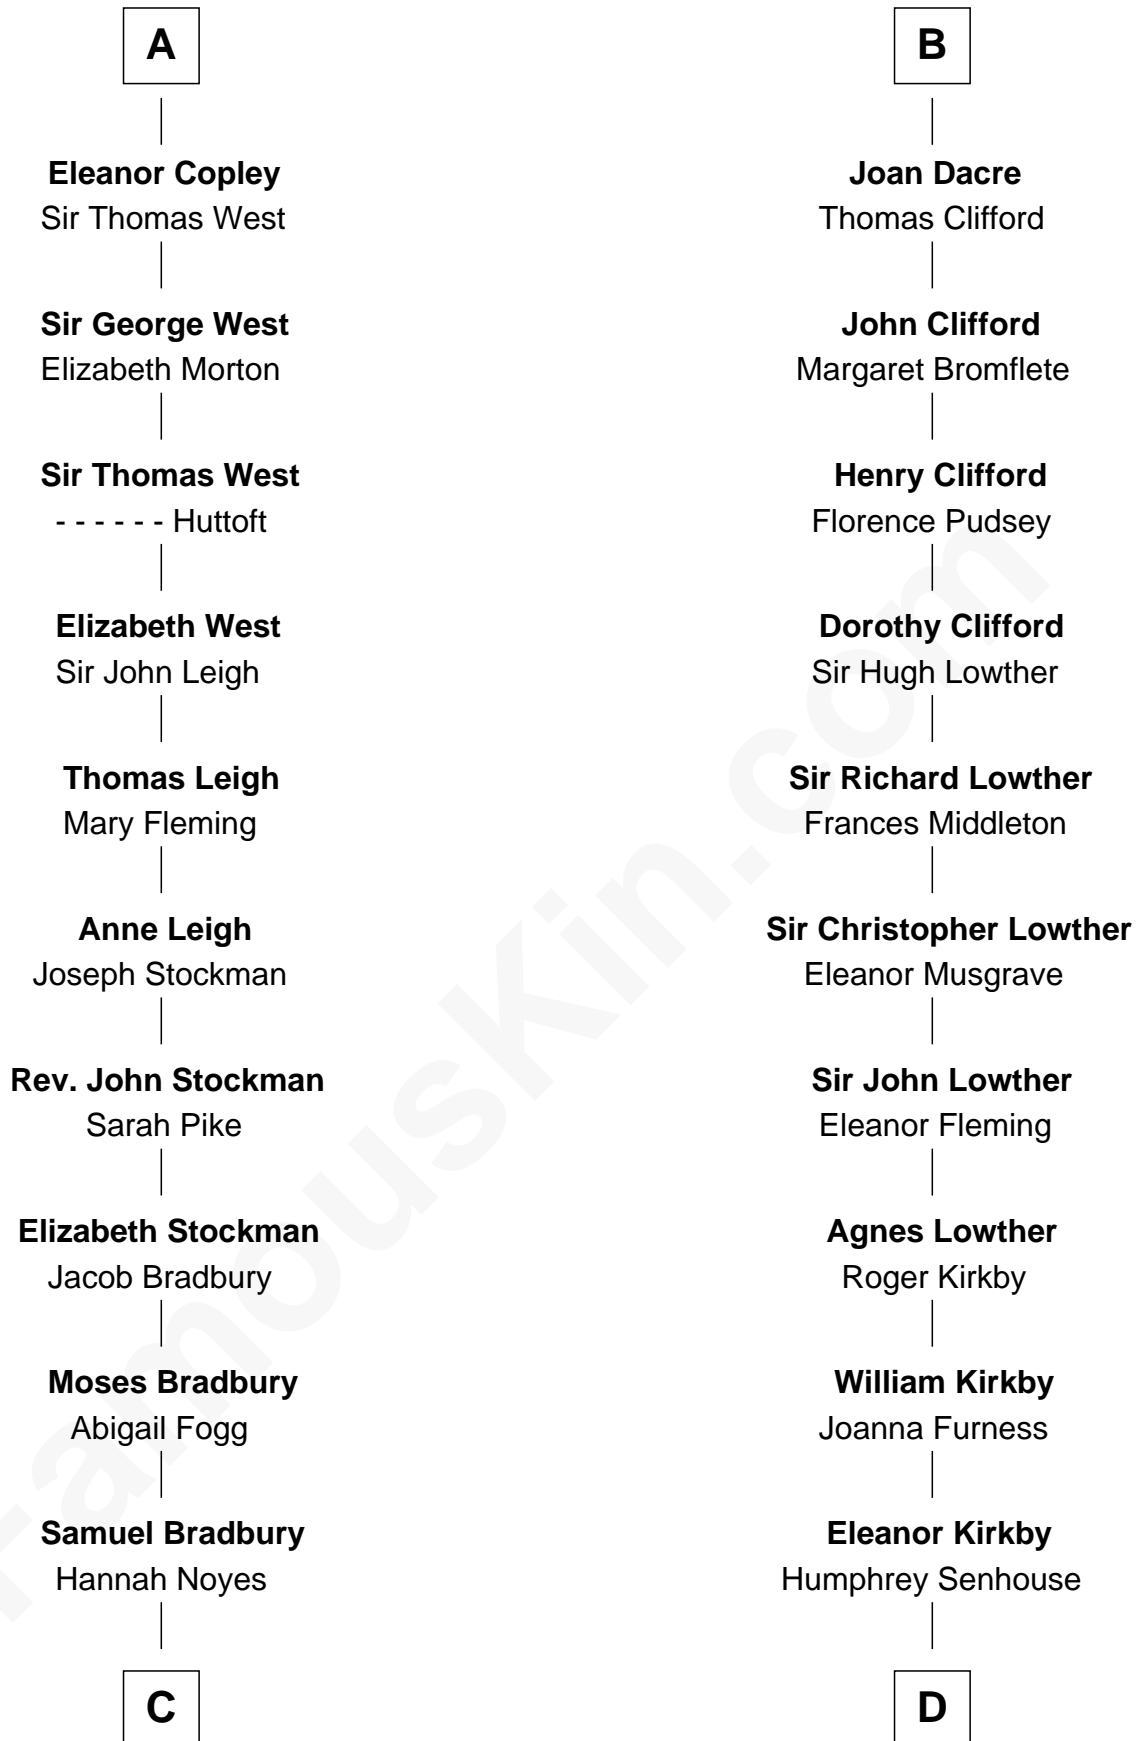 A
Eleanor Copley
Sir Thomas West
Sir George West
Elizabeth Morton
Sir Thomas West
- - - - - - Huttoft
Elizabeth West
Sir John Leigh
Thomas Leigh
Mary Fleming
Anne Leigh
Joseph Stockman
Rev. John Stockman
Sarah Pike
Elizabeth Stockman
Jacob Bradbury
Moses Bradbury
Abigail Fogg
Samuel Bradbury
Hannah Noyes
C
B
Joan Dacre
Thomas Clifford
John Clifford
Margaret Bromflete
Henry Clifford
Florence Pudsey
Dorothy Clifford
Sir Hugh Lowther
Sir Richard Lowther
Frances Middleton
Sir Christopher Lowther
Eleanor Musgrave
Sir John Lowther
Eleanor Fleming
Agnes Lowther
Roger Kirkby
William Kirkby
Joanna Furness
Eleanor Kirkby
Humphrey Senhouse
D
FamousKin.com